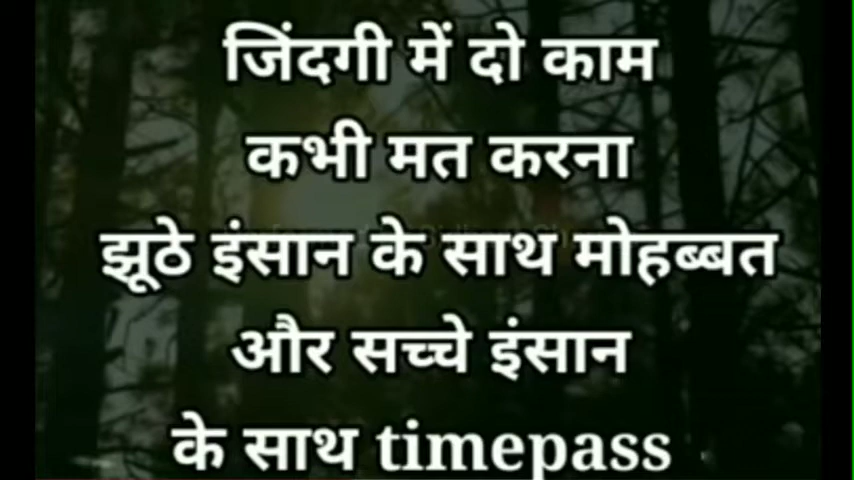 जिंदगी में दो काम
कभी मत करना
झूठे इंसान के साथ मोहब्बत
और सच्चे इंसान
के साथ timepass